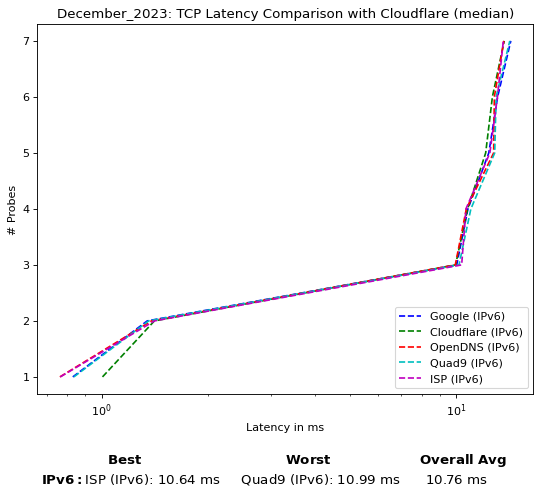 December_2023: TCP Latency Comparison with Cloudflare (median)
7
6
5
4
3
2
1
# Probes
Google (IPv6)
Cloudflare (IPv6)
OpenDNS (IPv6)
Quad9 (IPv6)
ISP (IPv6)
10⁰ 10¹
Latency in ms
Best Worst Overall Avg
IPv6: ISP (IPv6): 10.64 ms Quad9 (IPv6): 10.99 ms 10.76 ms